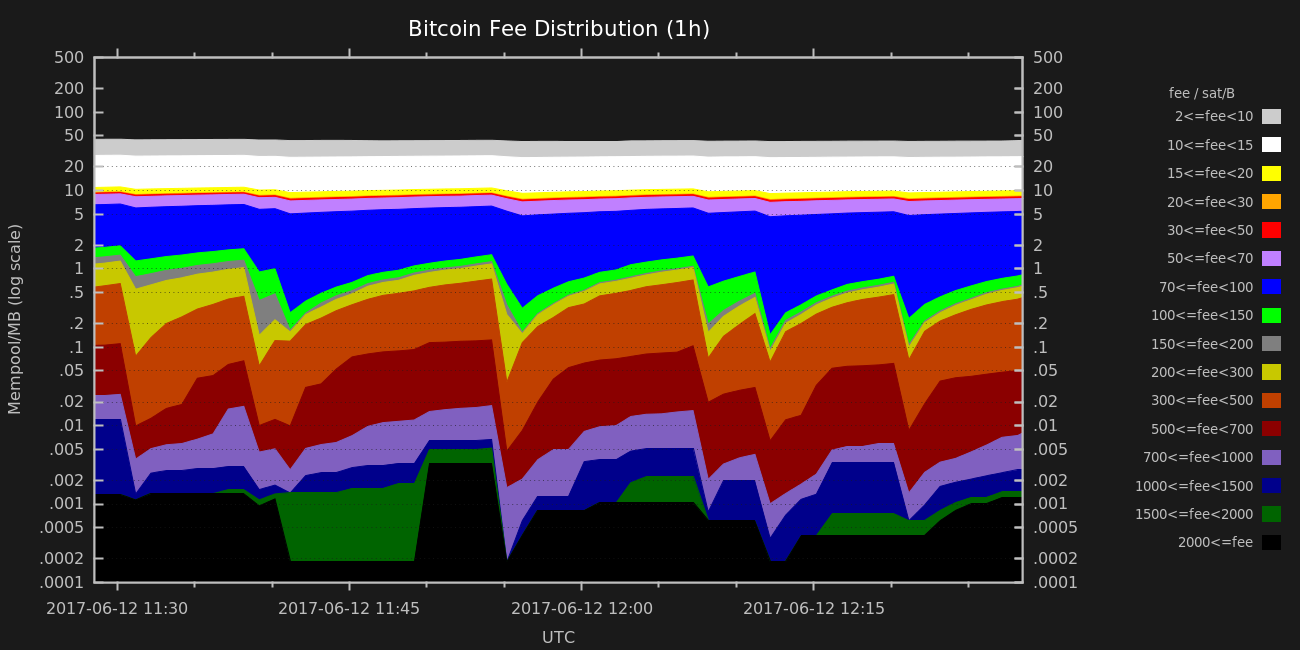 Bitcoin Fee Distribution (1h)
Mempool/MB (log scale)
500
200
100
50
20
10
5
2
1
.5
.2
.1
.05
.02
.01
.005
.002
.001
.0005
.0002
.0001
500
200
100
50
20
10
5
2
1
.5
.2
.1
.05
.02
.01
.005
.002
.001
.0005
.0002
.0001
2017-06-12 11:30 2017-06-12 11:45 2017-06-12 12:00 2017-06-12 12:15
UTC
fee / sat/B
2<=fee<10
10<=fee<15
15<=fee<20
20<=fee<30
30<=fee<50
50<=fee<70
70<=fee<100
100<=fee<150
150<=fee<200
200<=fee<300
300<=fee<500
500<=fee<700
700<=fee<1000
1000<=fee<1500
1500<=fee<2000
2000<=fee